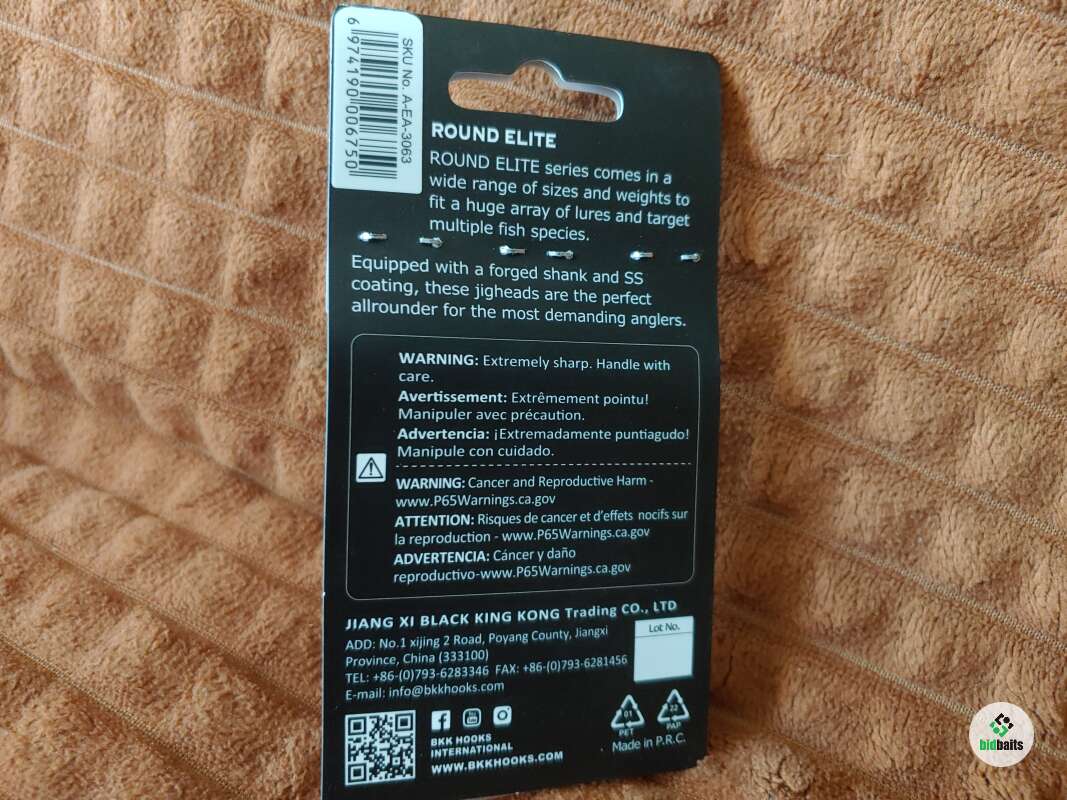 SKU No. A-EA-3063
6 974190 006750
ROUND ELITE
ROUND ELITE series comes in a
wide range of sizes and weights to
fit a huge array of lures and target
multiple fish species.
Equipped with a forged shank and SS
coating, these jigheads are the perfect
allrounder for the most demanding anglers.
WARNING: Extremely sharp. Handle with
care.
Avertissement: Extrêmement pointu!
Manipuler avec précaution.
Advertencia: ¡Extremadamente puntiagudo!
Manipule con cuidado.
WARNING: Cancer and Reproductive Harm -
www.P65Warnings.ca.gov
ATTENTION: Risques de cancer et d'effets nocifs sur
la reproduction - www.P65Warnings.ca.gov
ADVERTENCIA: Cáncer y daño
reproductivo-www.P65Warnings.ca.gov
JIANG XI BLACK KING KONG Trading CO., LTD
ADD: No.1 xijing 2 Road, Poyang County, Jiangxi
Province, China (333100)
TEL: +86-(0)793-6283346 FAX: +86-(0)793-6281456
E-mail: info@bkkhooks.com
Lot No.
BKK HOOKS
INTERNATIONAL
WWW.BKKHOOKS.COM
01
PET
22
PAP
Made in P.R.C.
bidbaits